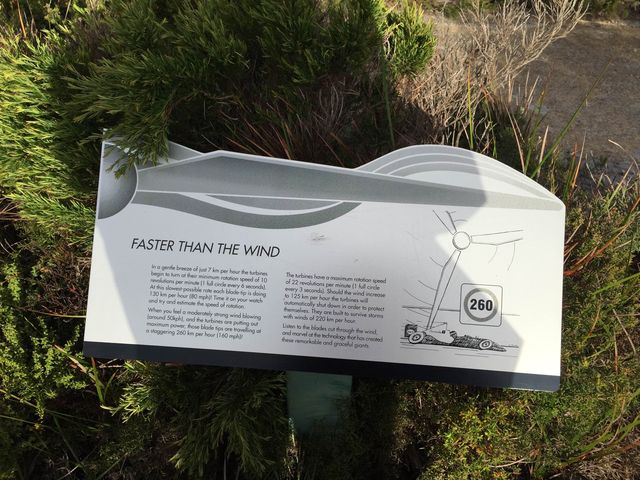 FASTER THAN THE WIND
In a gentle breeze of just 7 km per hour the turbines
begin to turn at their minimum rotation speed of 10
revolutions per minute (1 full circle every 6 seconds).
At this slowest possible rate each blade-tip is doing
130 km per hour (80 mph)! Time it on your watch
and try and estimate the speed of rotation.
When you feel a moderately strong wind blowing
(around 50kph), and the turbines are putting out
maximum power, those blade tips are travelling at
a staggering 260 km per hour (160 mph)!
The turbines have a maximum rotation speed
of 22 revolutions per minute (1 full circle
every 3 seconds). Should the wind increase
to 125 km per hour the turbines will
automatically shut down in order to protect
themselves. They are built to survive storms
with winds of 220 km per hour.
Listen to the blades cut through the wind,
and marvel at the technology that has created
these remarkable and graceful giants.
260